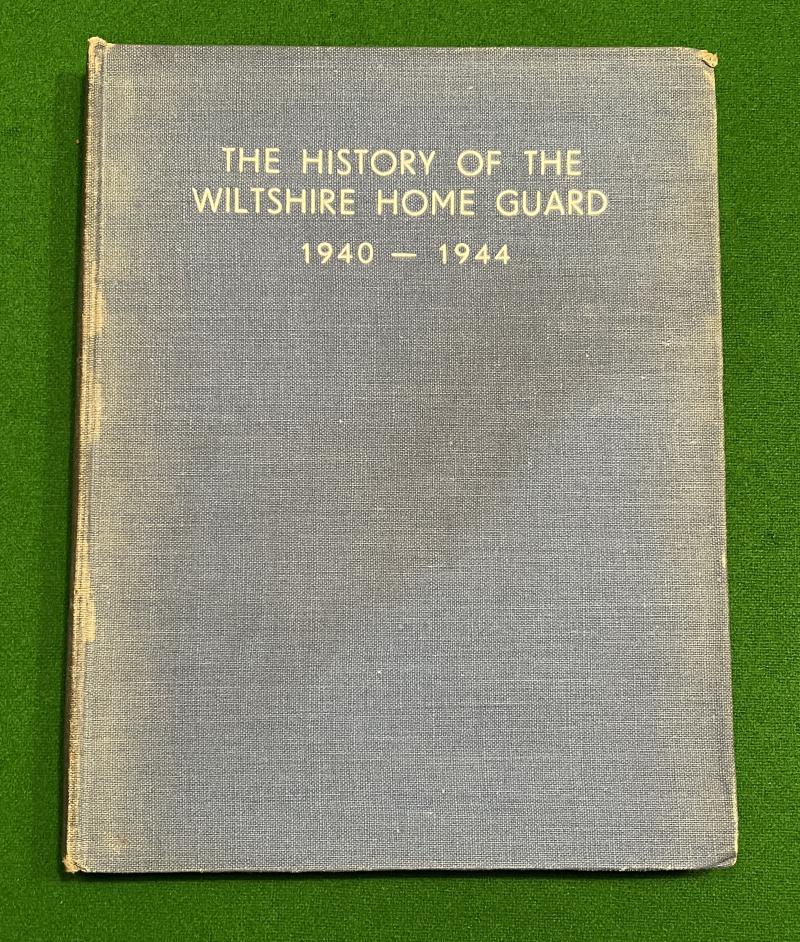 THE HISTORY OF THE
WILTSHIRE HOME GUARD
1940 — 1944